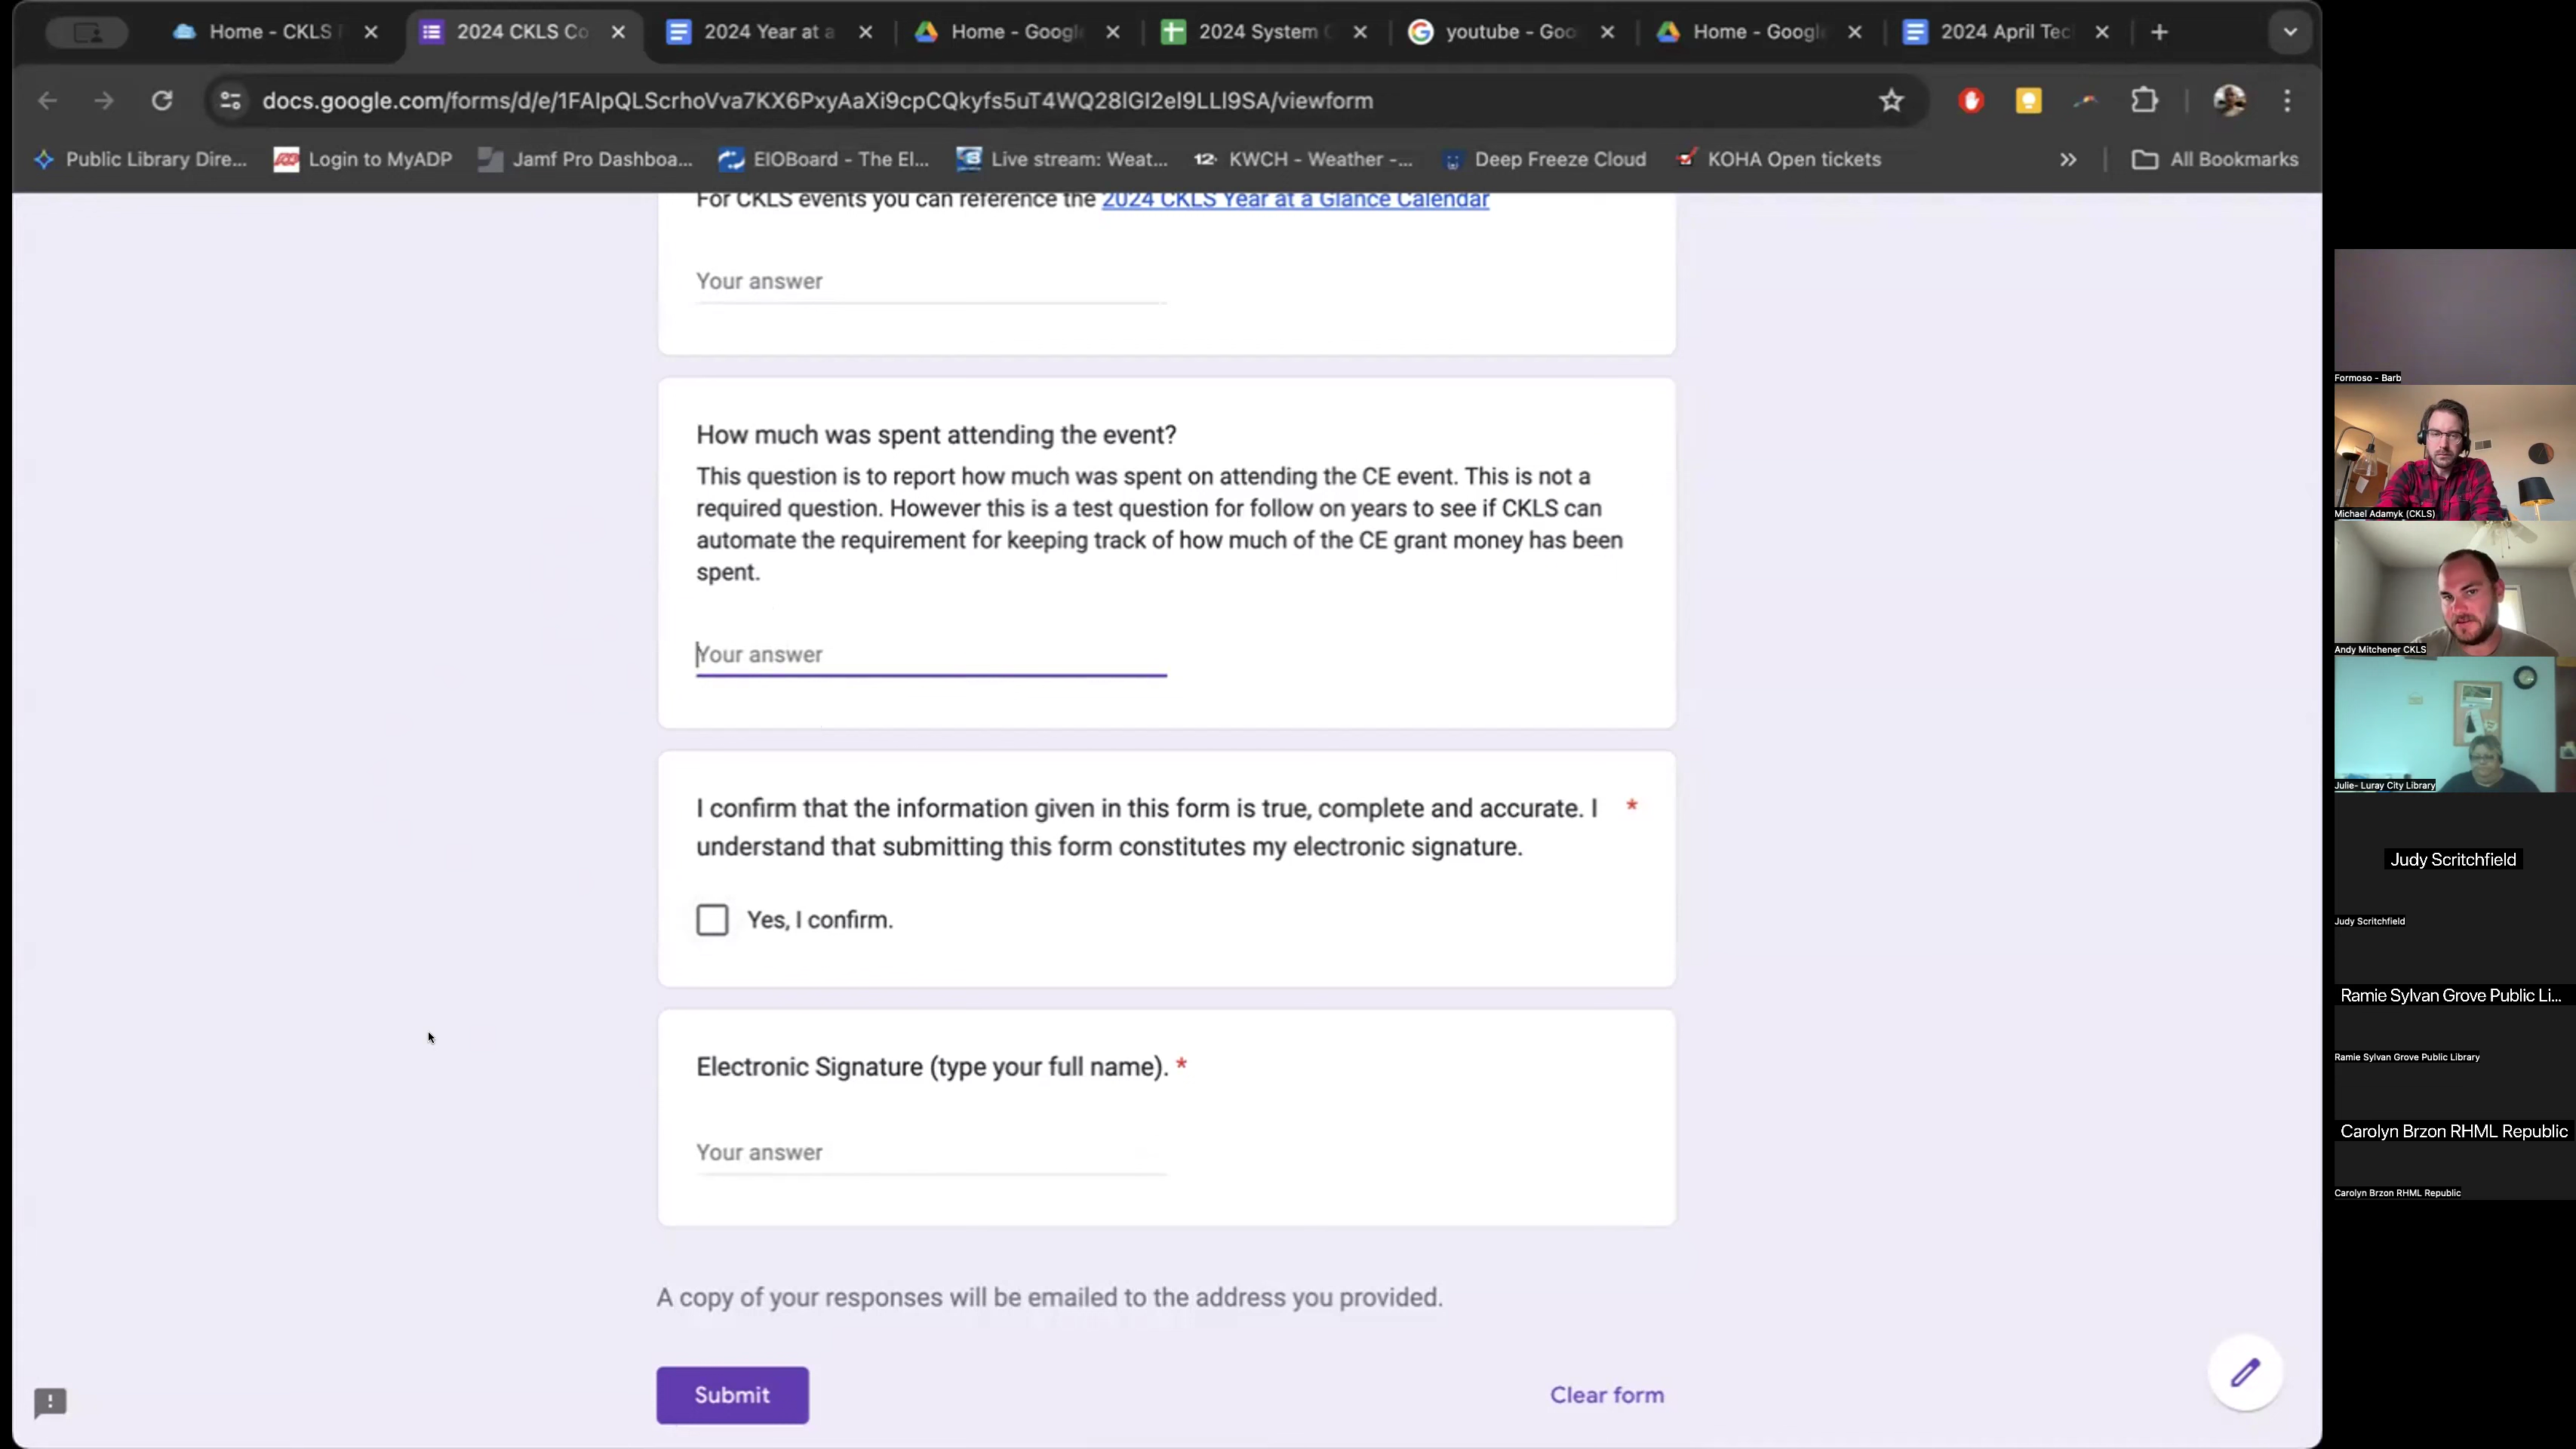 Home - CKLS
2024 CKLS Co
2024 Year at a
Home - Google
2024 System
youtube - Goo
Home - Google
2024 April Tec
docs.google.com/forms/d/e/1FAIpQLScrhoVva7KX6PxyAaXi9cpCQkyfs5uT4WQ28lGI2el9LLl9SA/viewform
Public Library Dire...
Login to MyADP
Jamf Pro Dashboa...
EIOBoard - The EI...
Live stream: Weat...
12 KWCH - Weather -...
Deep Freeze Cloud
KOHA Open tickets
»
All Bookmarks
For CKLS events you can reference the 2024 CKLS Year at a Glance Calendar
Your answer
How much was spent attending the event?
This question is to report how much was spent on attending the CE event. This is not a
required question. However this is a test question for follow on years to see if CKLS can
automate the requirement for keeping track of how much of the CE grant money has been
spent.
Your answer
I confirm that the information given in this form is true, complete and accurate. I *
understand that submitting this form constitutes my electronic signature.
Yes, I confirm.
Electronic Signature (type your full name). *
Your answer
A copy of your responses will be emailed to the address you provided.
Submit
Clear form
Formoso - Barb
Michael Adamyk (CKLS)
Andy Mitchener CKLS
Julie- Luray City Library
Judy Scritchfield
Judy Scritchfield
Ramie Sylvan Grove Public Li...
Ramie Sylvan Grove Public Library
Carolyn Brzon RHML Republic
Carolyn Brzon RHML Republic